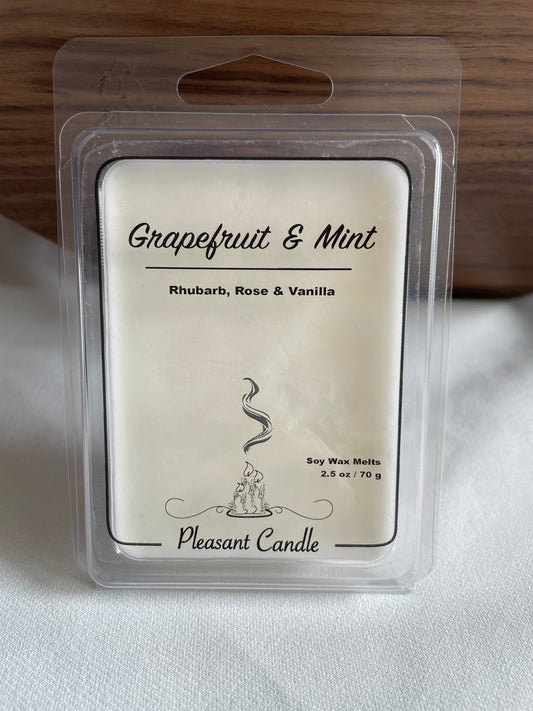 Grapefruit & Mint
Rhubarb, Rose & Vanilla
Soy Wax Melts
2.5 oz / 70 g
Pleasant Candle